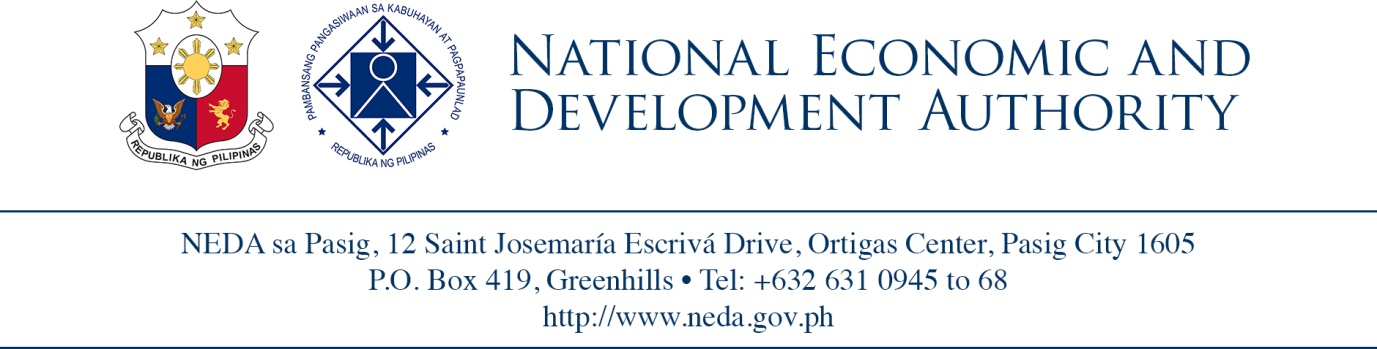 REPUBLIKA NG PILIPINAS
PAMBANSANG PANGASIWAAN SA KABUHAYAN AT PAGPAPAUNLAD
REPUBLIKA NG PILIPINAS
NATIONAL ECONOMIC AND
DEVELOPMENT AUTHORITY
NEDA sa Pasig, 12 Saint Josemaría Escrivá Drive, Ortigas Center, Pasig City 1605
P.O. Box 419, Greenhills • Tel: +632 631 0945 to 68
http://www.neda.gov.ph